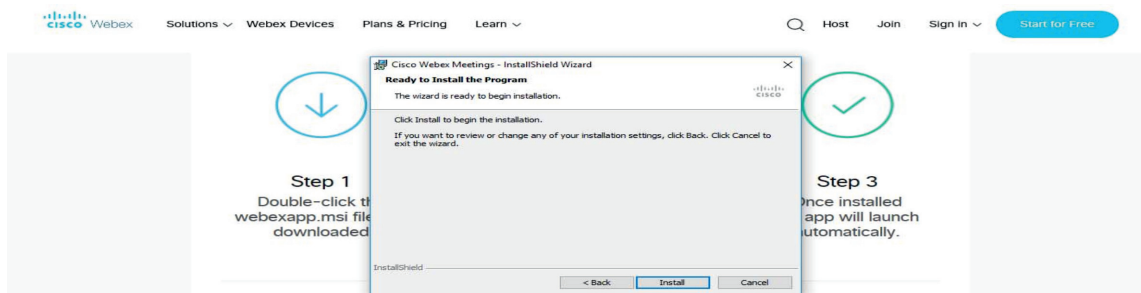 cisco Webex Solutions Webex Devices Plans & Pricing Learn Host Join Sign in Start for Free
Cisco Webex Meetings - InstallShield Wizard
Ready to Install the Program
The wizard is ready to begin installation.
cisco
Click Install to begin the installation.
If you want to review or change any of your installation settings, click Back. Click Cancel to
exit the wizard.
InstallShield
< Back Install Cancel
Step 1
Double-click
webexapp.msi
downloaded
Step 3
installed
app will launch